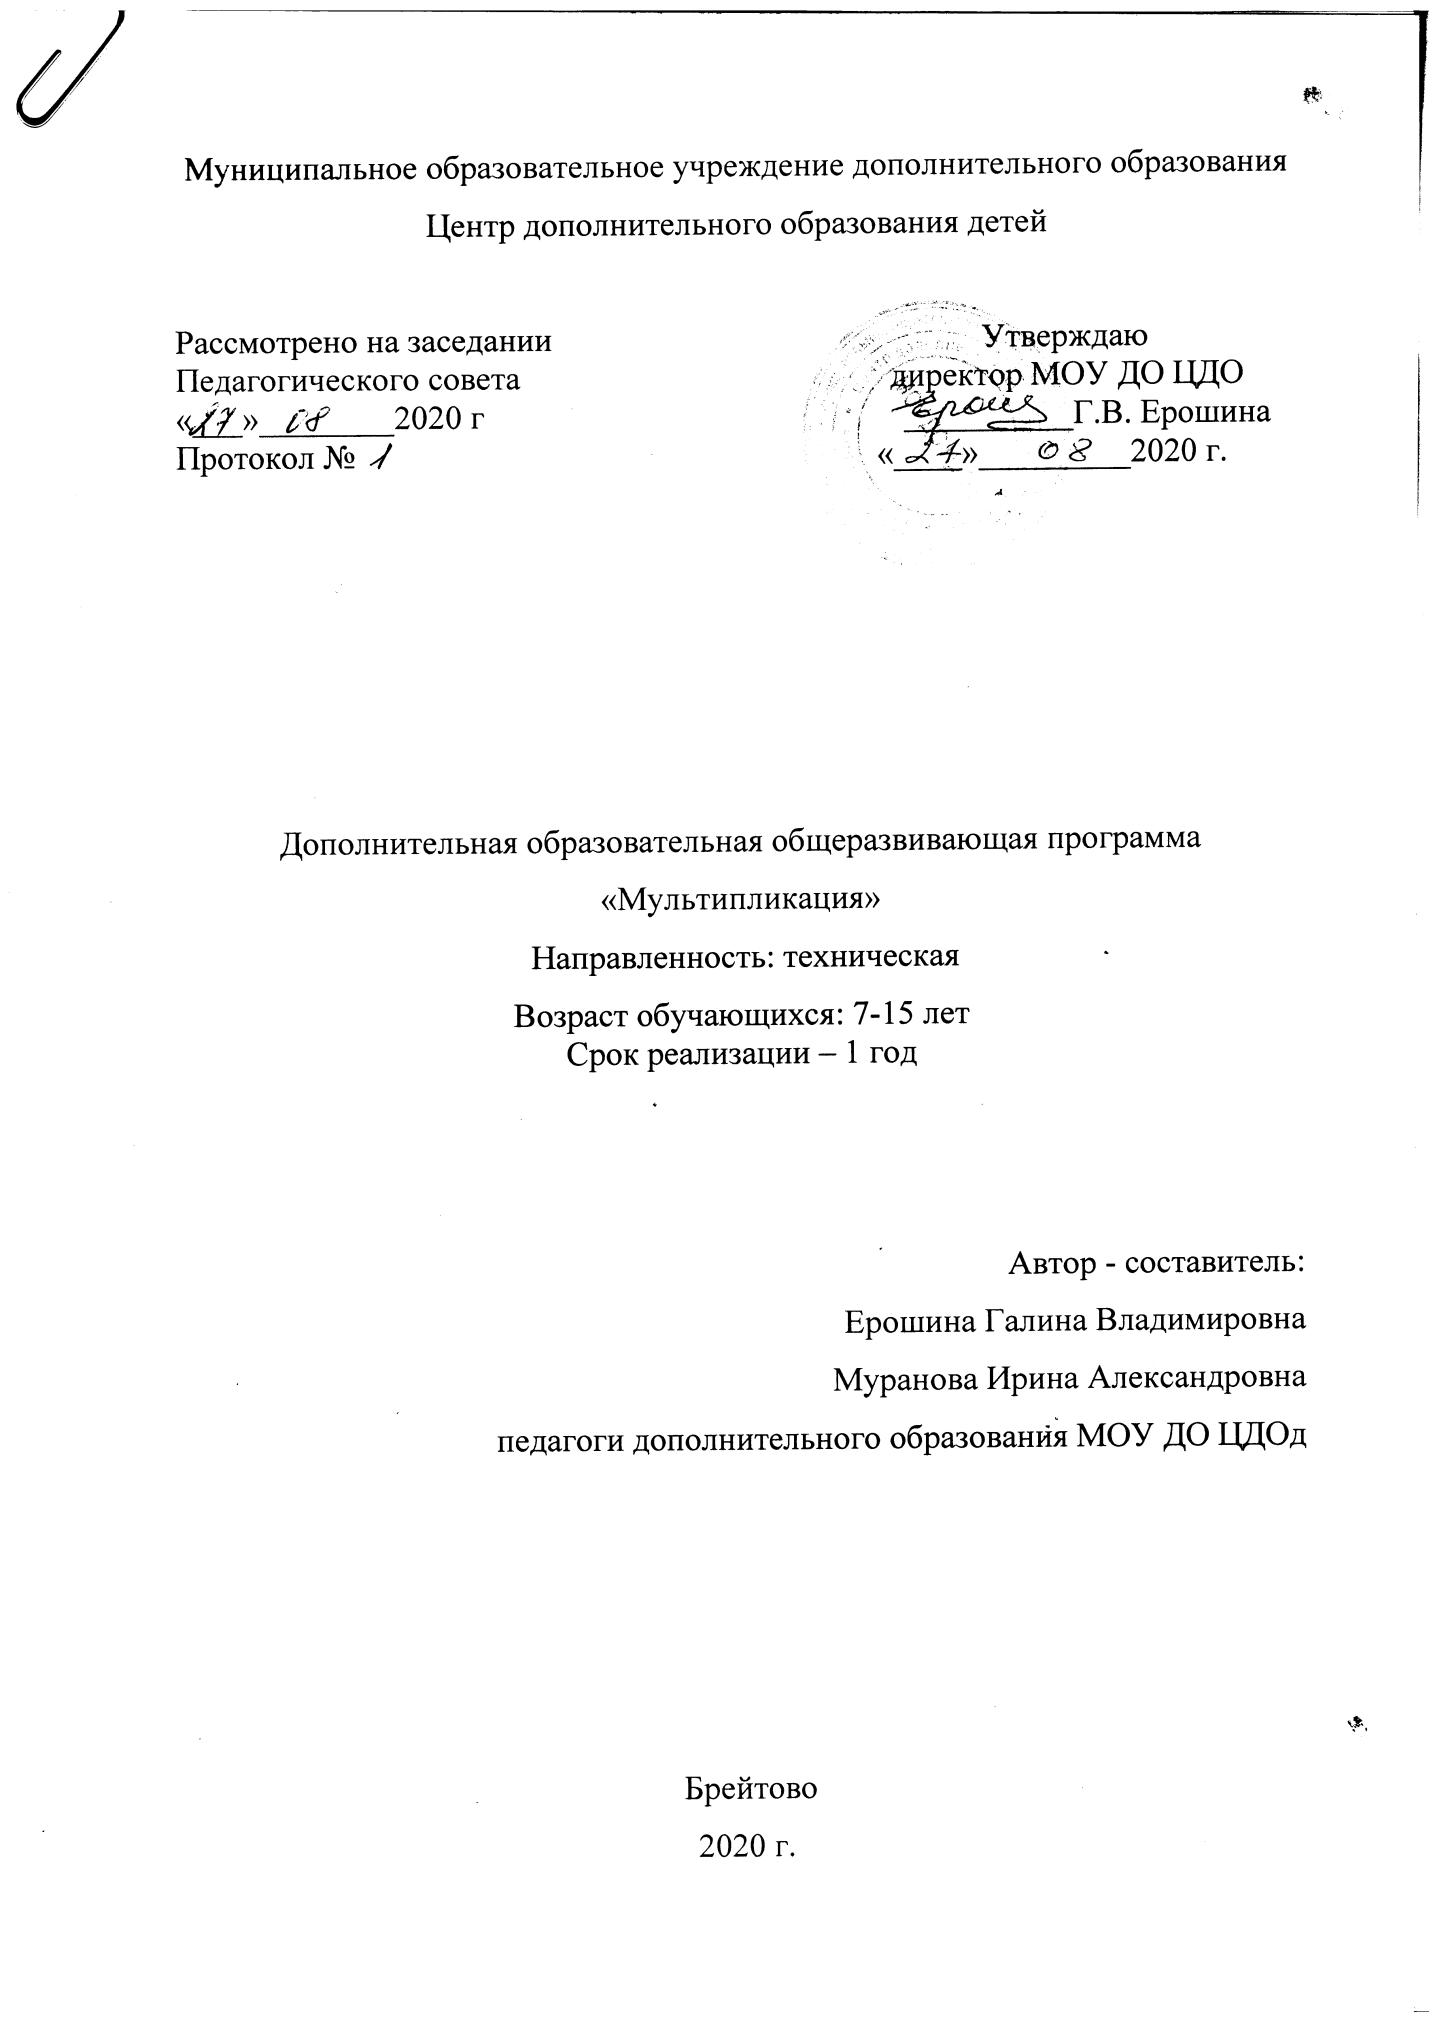 Муниципальное образовательное учреждение дополнительного образования
Центр дополнительного образования детей
Рассмотрено на заседании
Педагогического совета
«27» 08 2020 г
Протокол № 1
Утверждаю
директор МОУ ДО ЦДО
Г.В. Ерошина
«27» 08 2020 г.
Дополнительная образовательная общеразвивающая программа
«Мультипликация»
Направленность: техническая
Возраст обучающихся: 7-15 лет
Срок реализации – 1 год
Автор - составитель:
Ерошина Галина Владимировна
Муранова Ирина Александровна
педагоги дополнительного образования МОУ ДО ЦДОд
Брейтово
2020 г.